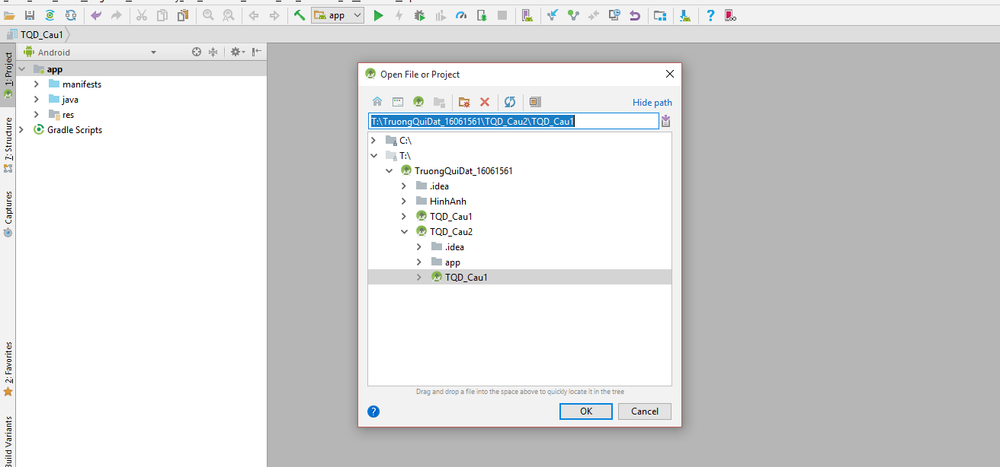 app
TQD_Cau1
1: Project
Android
app
manifests
java
res
Gradle Scripts
7: Structure
Captures
2: Favorites
Build Variants
Open File or Project
Hide path
T:\TruongQuiDat_16061561\TQD_Cau2\TQD_Cau1
C:\
T:\
TruongQuiDat_16061561
.idea
HinhAnh
TQD_Cau1
TQD_Cau2
.idea
app
TQD_Cau1
Drag and drop a file into the space above to quickly locate it in the tree
?
OK
Cancel